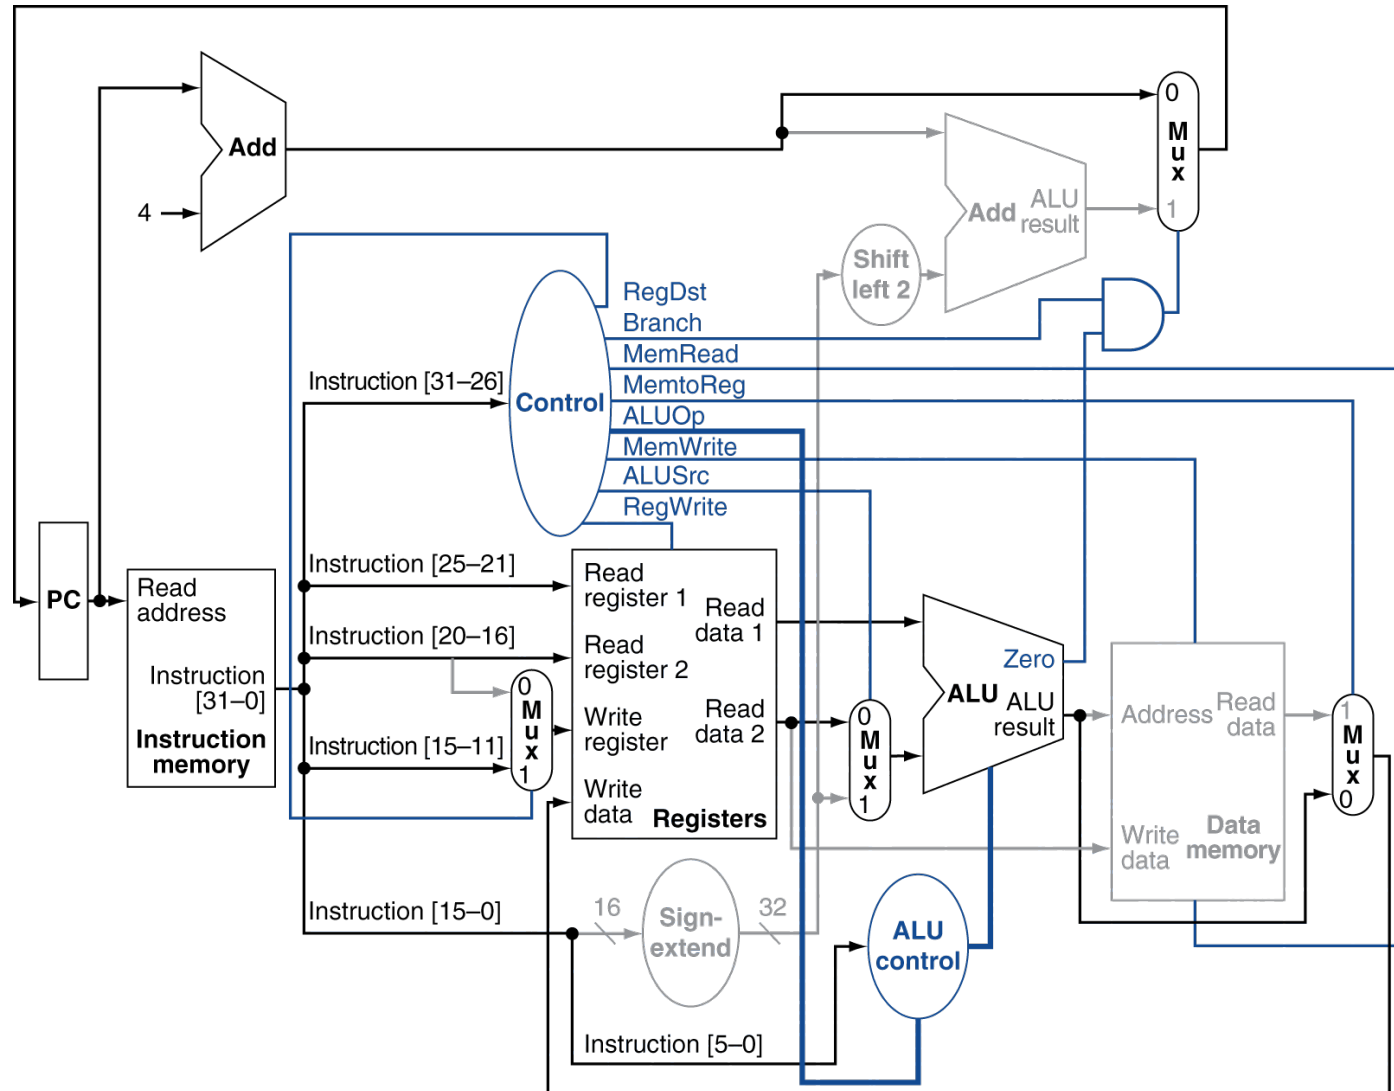 0
M
u
x
1
Add
4
Add
ALU
result
Shift
left 2
RegDst
Branch
MemRead
MemtoReg
ALUOp
MemWrite
ALUSrc
RegWrite
Control
Instruction [31–26]
Instruction [25–21]
Instruction [20–16]
Instruction [15–11]
Instruction [15–0]
Instruction [5–0]
PC
Read
address
Instruction
[31–0]
Instruction
memory
0
M
u
x
1
Read
register 1
Read
register 2
Write
register
Write
data
Read
data 1
Read
data 2
Registers
0
M
u
x
1
Zero
ALU
ALU
result
Address
Read
data
Write
data
Data
memory
1
M
u
x
0
16
Sign-
extend
32
ALU
control